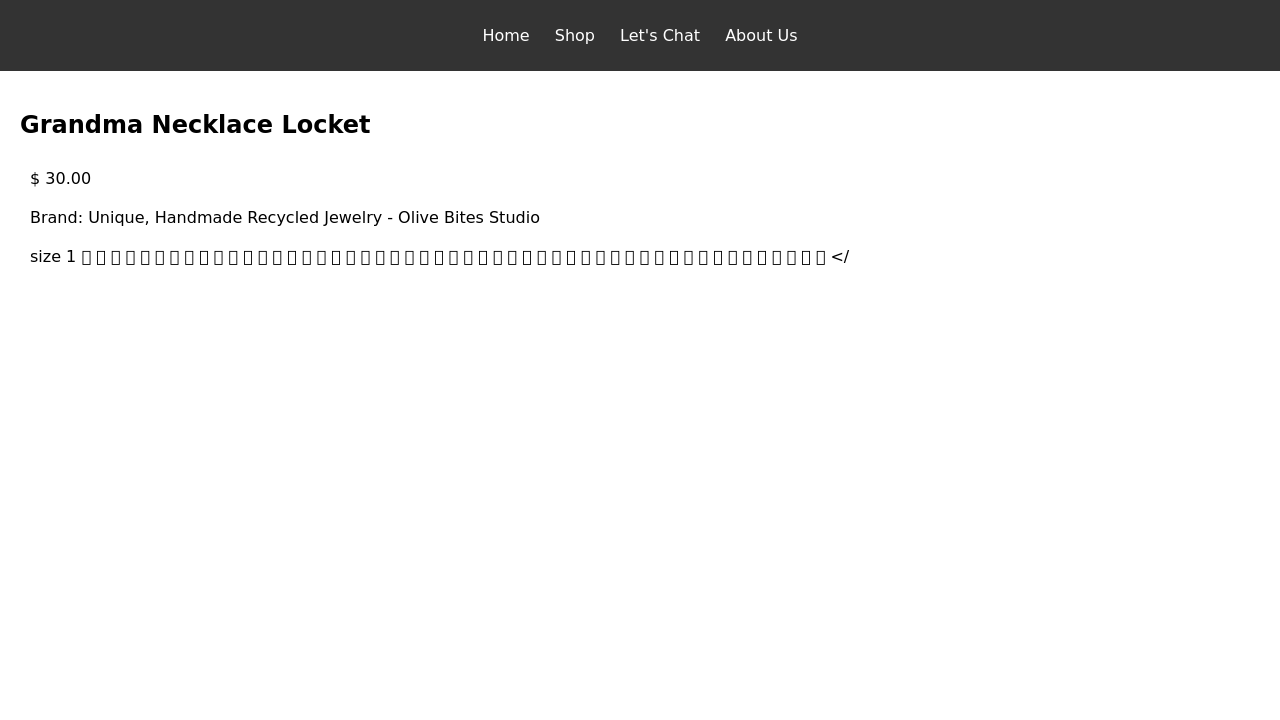 Home Shop Let's Chat About Us
Grandma Necklace Locket
$ 30.00
Brand: Unique, Handmade Recycled Jewelry - Olive Bites Studio
size 1 </